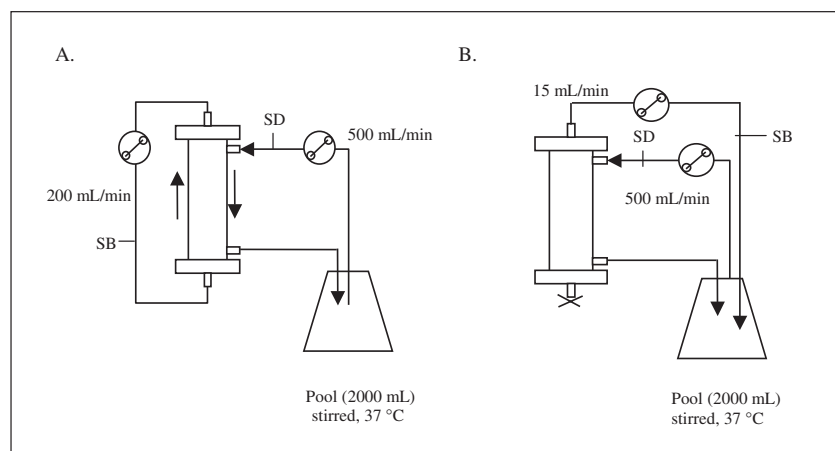 A.
SD
500 mL/min
200 mL/min
SB
Pool (2000 mL)
stirred, 37 °C
B.
15 mL/min
SB
SD
500 mL/min
Pool (2000 mL)
stirred, 37 °C